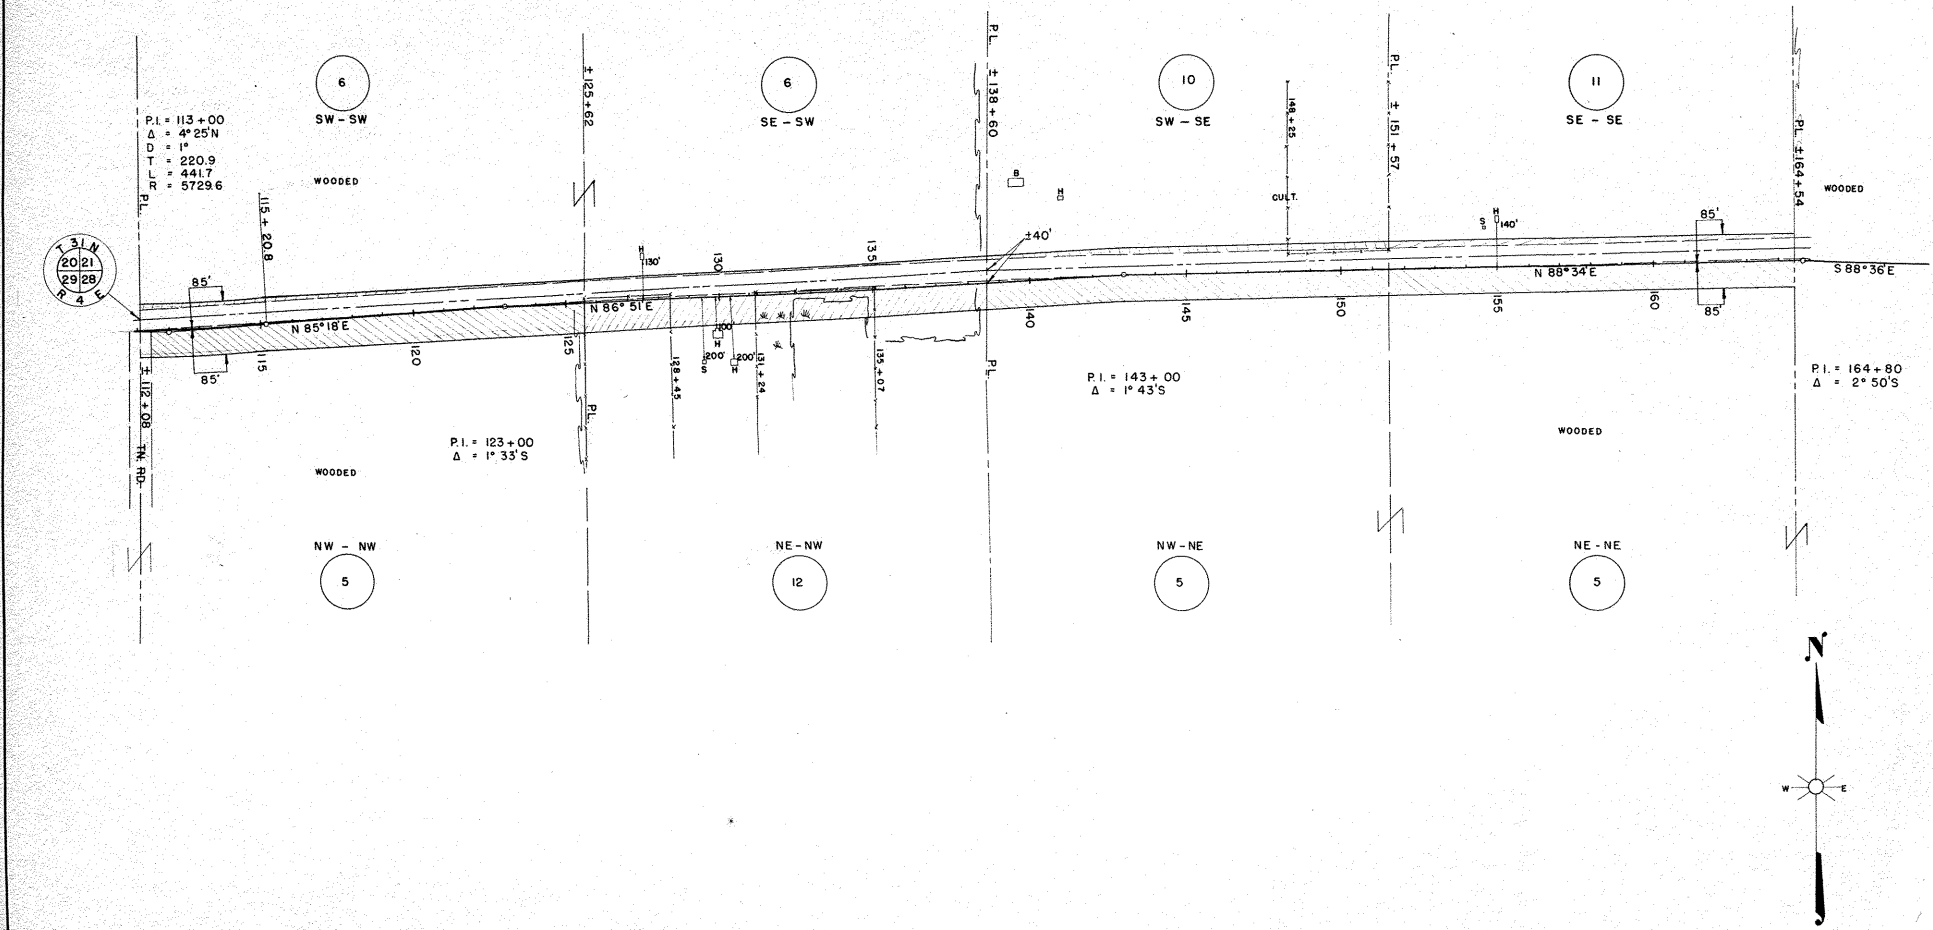 6
SW – SW
6
SE – SW
10
SW – SE
11
SE – SE
P.I. = 113 + 00
Δ = 4° 25' N
D = 1°
T = 220.9
L = 441.7
R = 5729.6
WOODED
P.L.
115 + 20.8
± 125 + 62
P.L.
± 138 + 60
148 + 25
CULT.
P.L.
± 151 + 57
P.L. ± 164 + 54
WOODED
B
H
T 31 N
20 21
29 28
R 4 E
85'
85'
N 85° 18' E
115
120
125
N 86° 51' E
H
130'
130
135
±40'
S
H
140'
85'
N 88° 34' E
S 88° 36' E
85'
140
145
150
155
160
100'
H
200'
S
200'
H
128 + 45
131 + 24
135 + 07
P.L.
P.L.
± 112 + 08 TN. RD.
P.I. = 123 + 00
Δ = 1° 33' S
WOODED
P.I. = 143 + 00
Δ = 1° 43' S
WOODED
P.I. = 164 + 80
Δ = 2° 50' S
NW – NW
5
NE – NW
12
NW – NE
5
NE – NE
5
N
W E